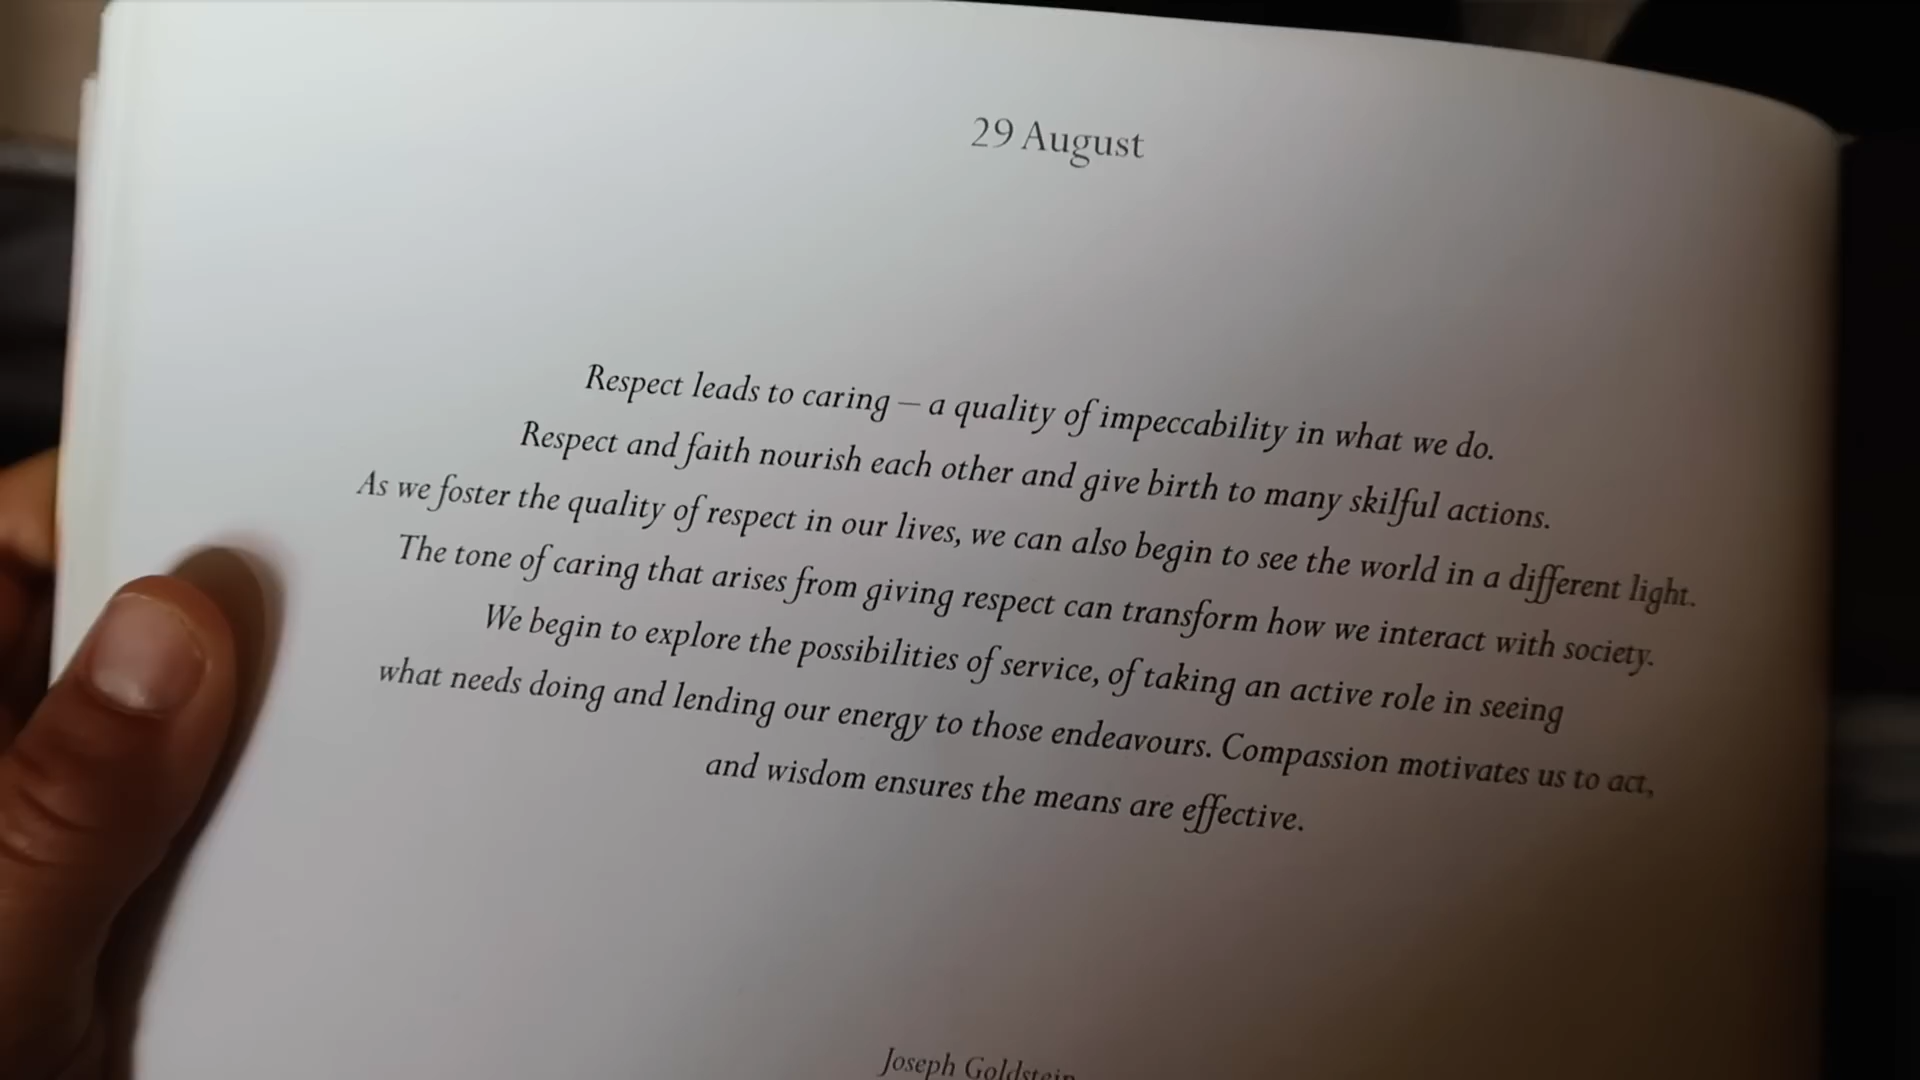 29 August
Respect leads to caring – a quality of impeccability in what we do.
Respect and faith nourish each other and give birth to many skilful actions.
As we foster the quality of respect in our lives, we can also begin to see the world in a different light.
The tone of caring that arises from giving respect can transform how we interact with society.
We begin to explore the possibilities of service, of taking an active role in seeing
what needs doing and lending our energy to those endeavours. Compassion motivates us to act,
and wisdom ensures the means are effective.
Joseph Goldstein